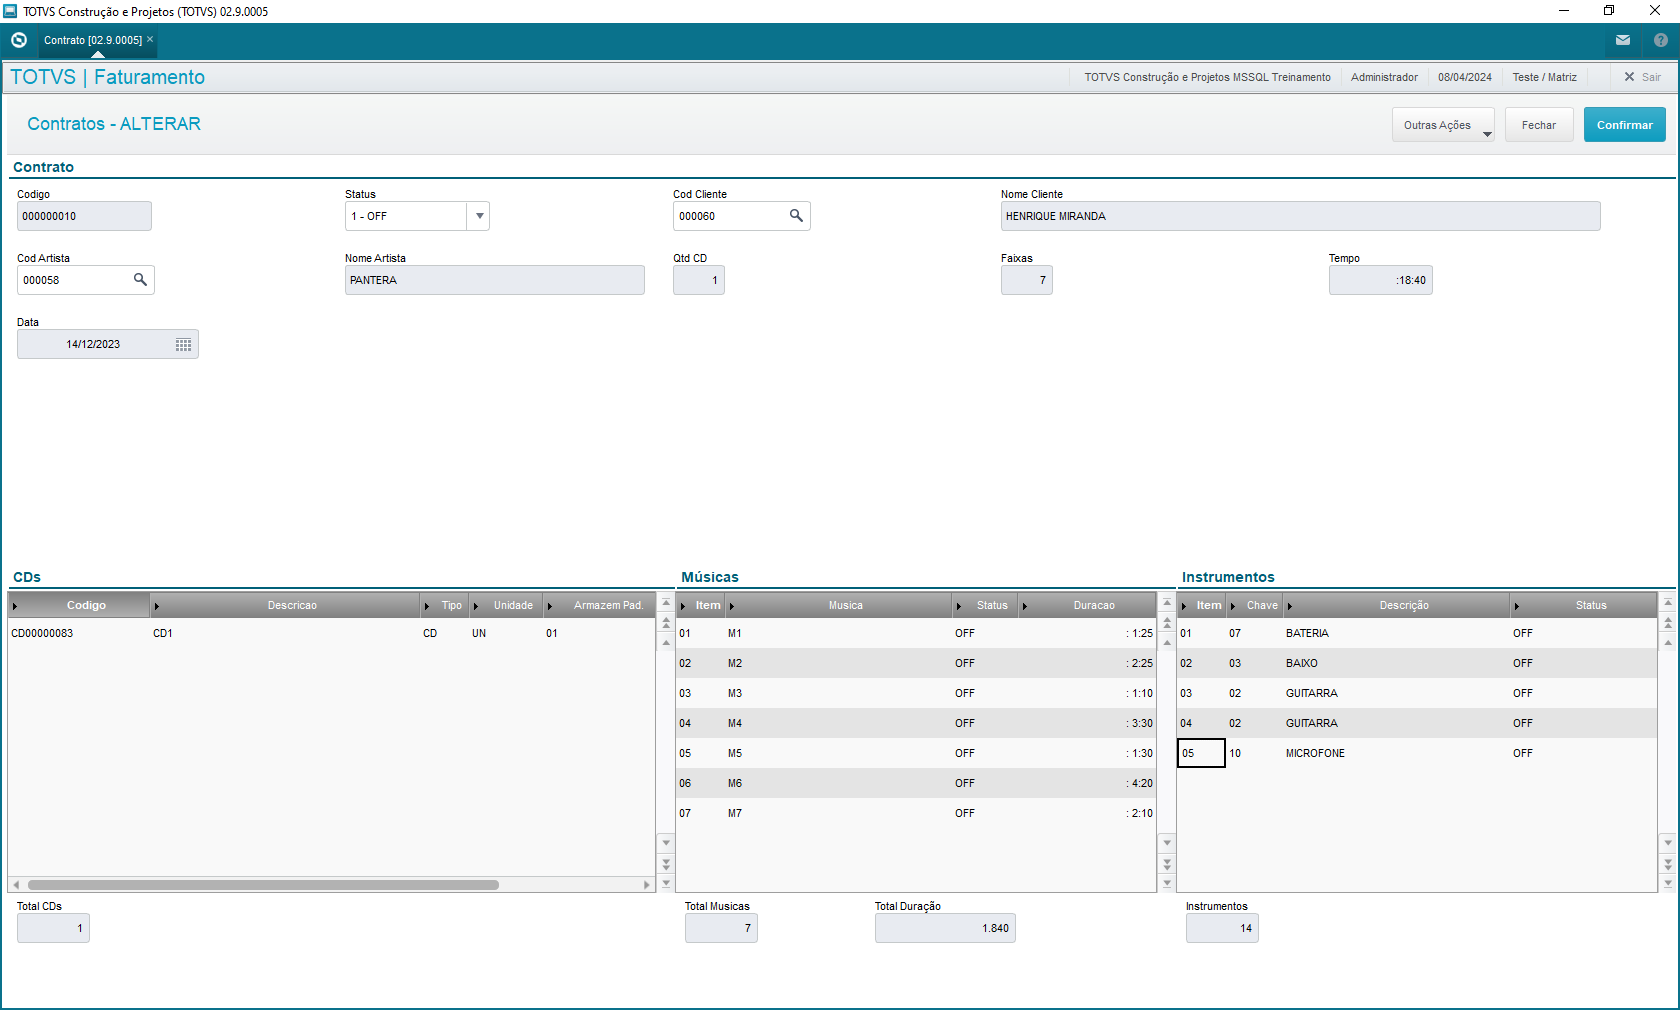 TOTVS Construção e Projetos (TOTVS) 02.9.0005
Contrato [02.9.0005] ×
TOTVS | Faturamento
TOTVS Construção e Projetos MSSQL Treinamento Administrador 08/04/2024 Teste / Matriz Sair
Contratos - ALTERAR
Outras Ações Fechar Confirmar
Contrato
Codigo Status Cod Cliente Nome Cliente
000000010 1 - OFF 000060 HENRIQUE MIRANDA
Cod Artista Nome Artista Qtd CD Faixas Tempo
000058 PANTERA 1 7 :18:40
Data
14/12/2023
CDs
Codigo Descricao Tipo Unidade Armazem Pad.
CD00000083 CD1 CD UN 01
Total CDs
1
Músicas
Item Musica Status Duracao
01 M1 OFF : 1:25
02 M2 OFF : 2:25
03 M3 OFF : 1:10
04 M4 OFF : 3:30
05 M5 OFF : 1:30
06 M6 OFF : 4:20
07 M7 OFF : 2:10
Total Musicas Total Duração
7 1.840
Instrumentos
Item Chave Descrição Status
01 07 BATERIA OFF
02 03 BAIXO OFF
03 02 GUITARRA OFF
04 02 GUITARRA OFF
05 10 MICROFONE OFF
Instrumentos
14